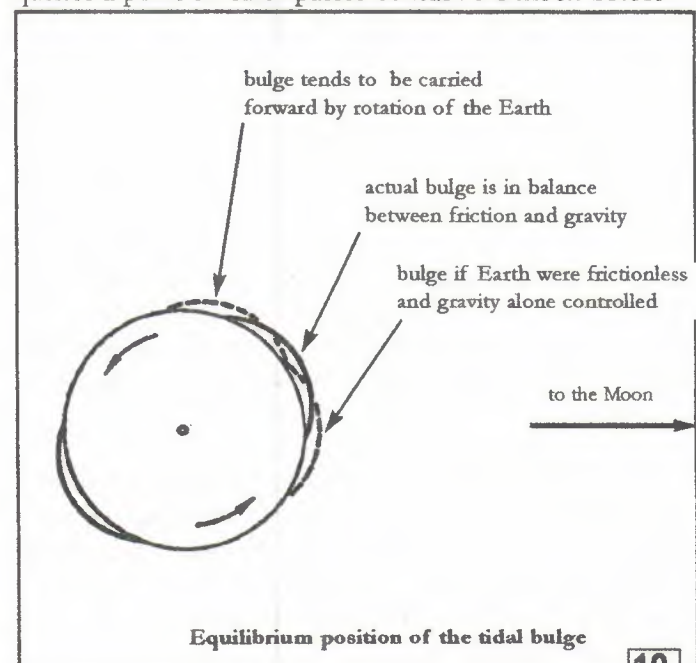 bulge tends to be carried
forward by rotation of the Earth
actual bulge is in balance
between friction and gravity
bulge if Earth were frictionless
and gravity alone controlled
to the Moon
Equilibrium position of the tidal bulge